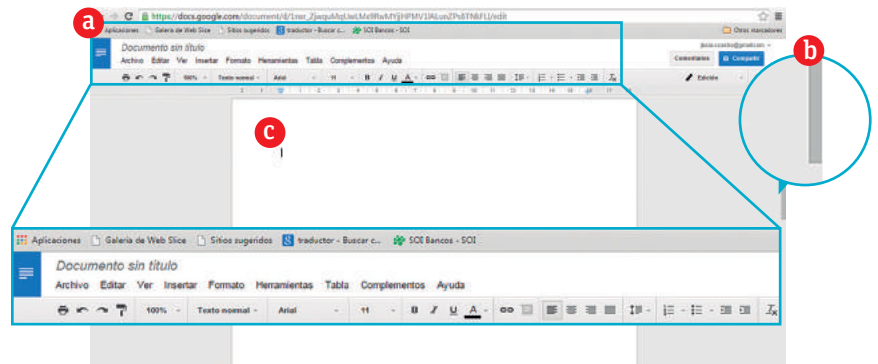 a
https://docs.google.com/document/d/
Aplicaciones Galería de Web Slice Sitios sugeridos traductor - Buscar c... SOI Bancos - SOI Otros marcadores
b
Documento sin título
Archivo Editar Ver Insertar Formato Herramientas Tabla Complementos Ayuda
Comentarios Compartir
100% Texto normal Arial 11 B I U A
Edición
c
Aplicaciones Galería de Web Slice Sitios sugeridos traductor - Buscar c... SOI Bancos - SOI
Documento sin título
Archivo Editar Ver Insertar Formato Herramientas Tabla Complementos Ayuda
100% Texto normal Arial 11 B I U A